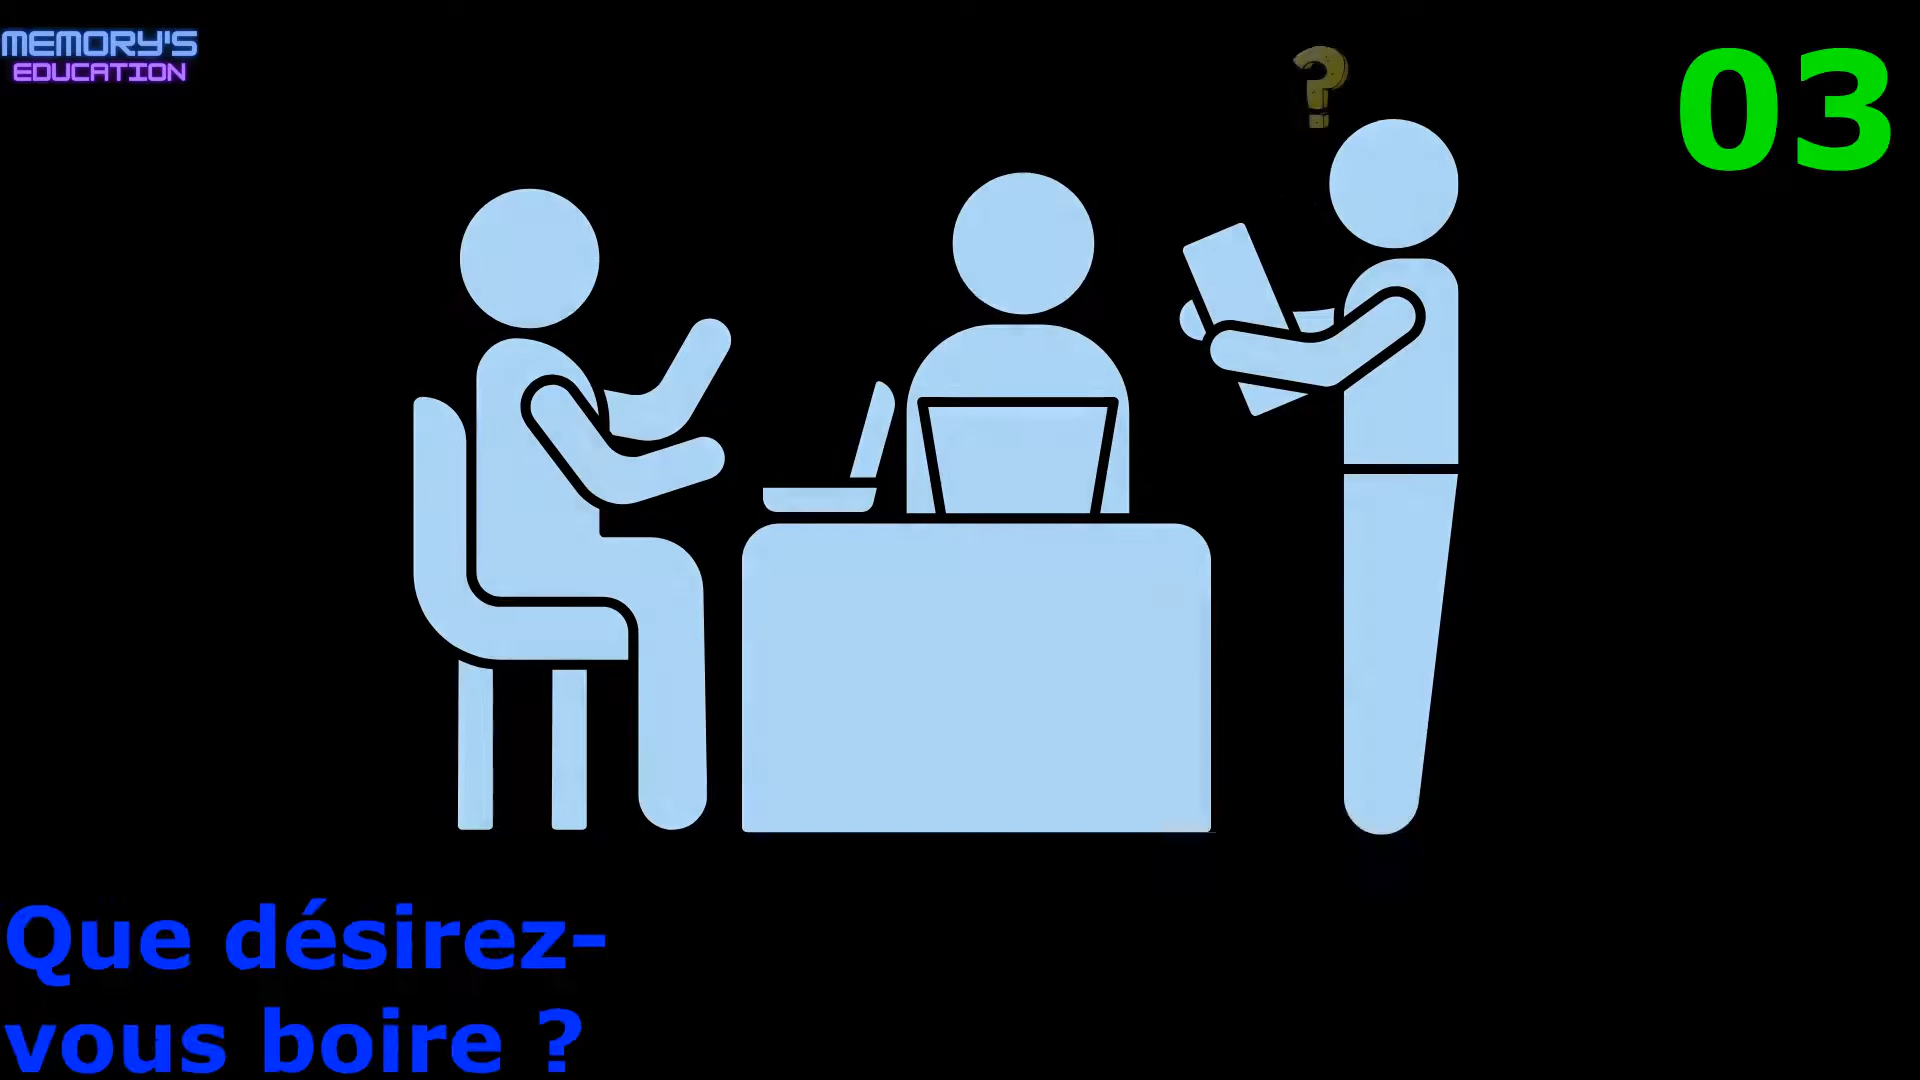 MEMORY'S
EDUCATION
?
03
Que désirez-
vous boire ?